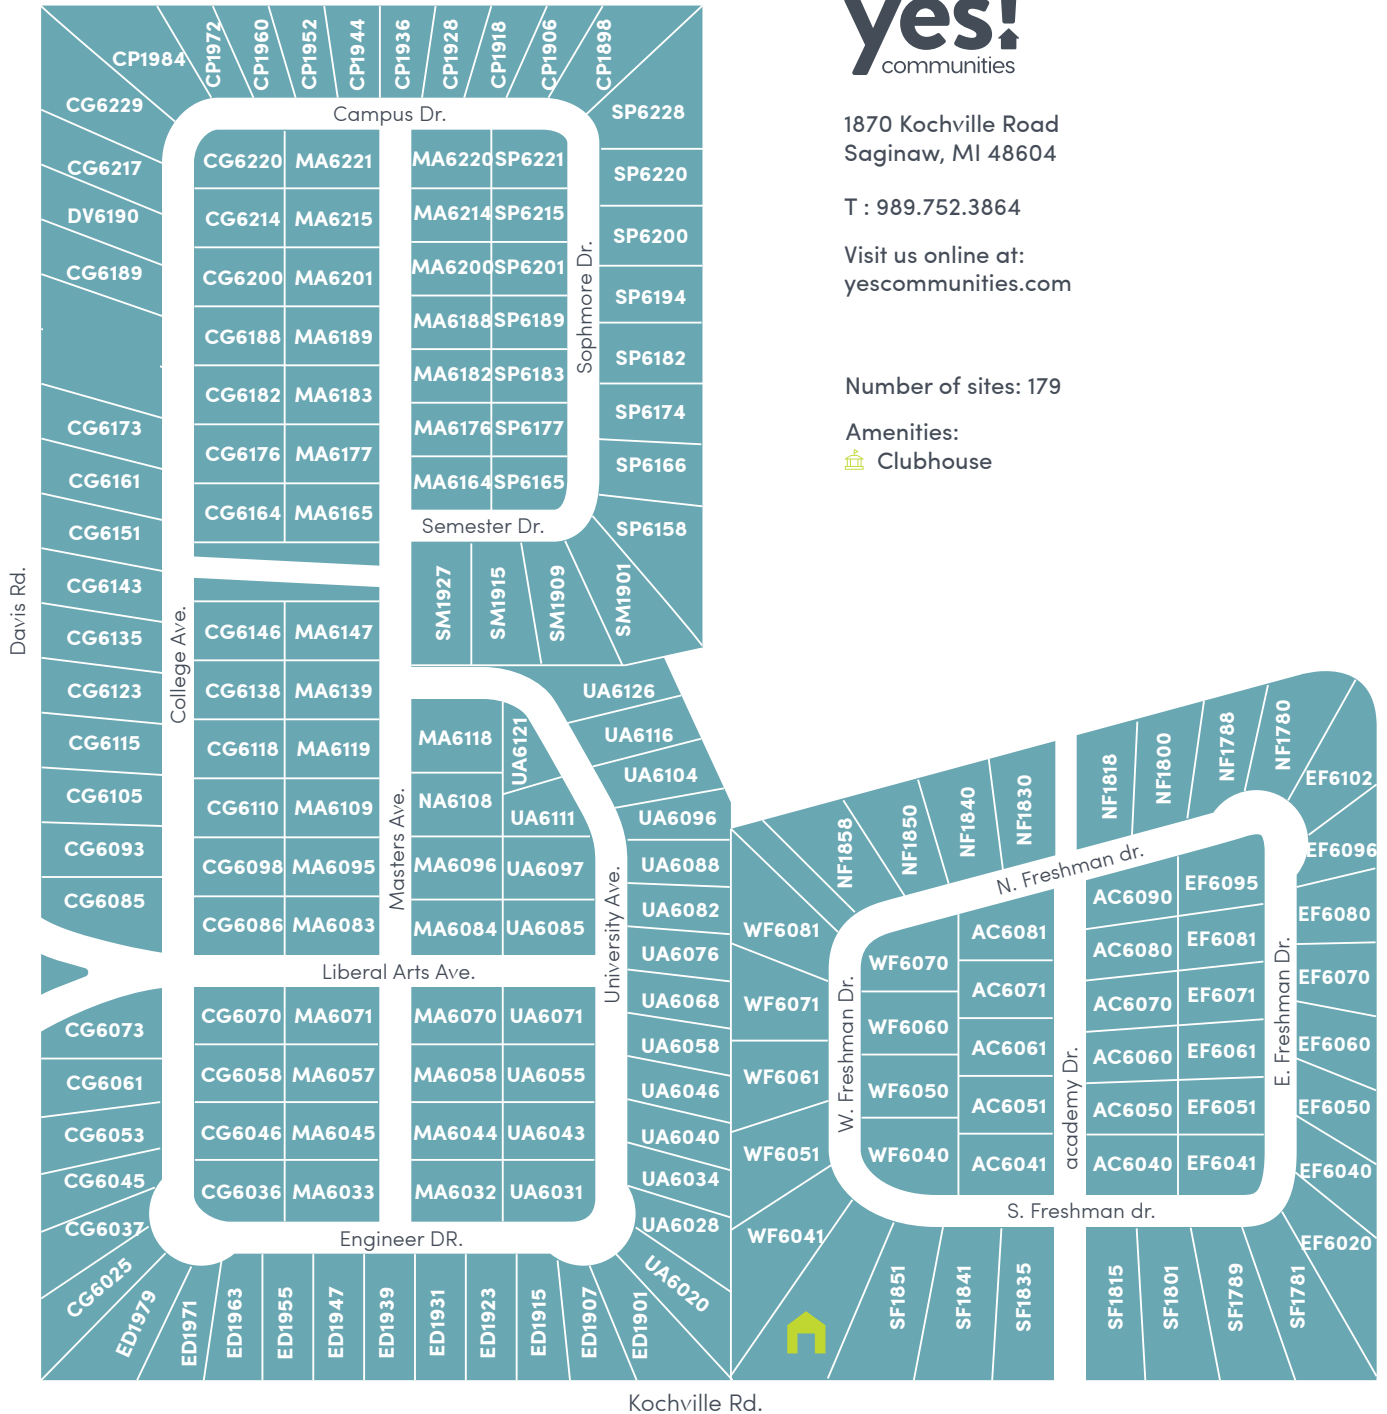 yes!
communities
1870 Kochville Road
Saginaw, MI 48604
T : 989.752.3864
Visit us online at:
yescommunities.com
Number of sites: 179
Amenities:
Clubhouse
CP1984
CP1972
CP1960
CP1952
CP1944
CP1936
CP1928
CP1918
CP1906
CP1898
Campus Dr.
CG6229
CG6217
DV6190
CG6189
CG6173
CG6161
CG6151
CG6143
CG6135
CG6123
CG6115
CG6105
CG6093
CG6085
CG6073
CG6061
CG6053
CG6045
CG6037
CG6025
Davis Rd.
College Ave.
CG6220 MA6221
CG6214 MA6215
CG6200 MA6201
CG6188 MA6189
CG6182 MA6183
CG6176 MA6177
CG6164 MA6165
CG6146 MA6147
CG6138 MA6139
CG6118 MA6119
CG6110 MA6109
CG6098 MA6095
CG6086 MA6083
Masters Ave.
MA6220 SP6221
MA6214 SP6215
MA6200 SP6201
MA6188 SP6189
MA6182 SP6183
MA6176 SP6177
MA6164 SP6165
Semester Dr.
Sophmore Dr.
SP6228
SP6220
SP6200
SP6194
SP6182
SP6174
SP6166
SP6158
SM1927
SM1915
SM1909
SM1901
MA6118
UA6121
NA6108
UA6111
MA6096 UA6097
MA6084 UA6085
University Ave.
UA6126
UA6116
UA6104
UA6096
UA6088
UA6082
UA6076
UA6068
UA6058
UA6046
UA6040
UA6034
UA6028
UA6020
Liberal Arts Ave.
CG6070 MA6071
CG6058 MA6057
CG6046 MA6045
CG6036 MA6033
MA6070 UA6071
MA6058 UA6055
MA6044 UA6043
MA6032 UA6031
Engineer DR.
ED1979
ED1971
ED1963
ED1955
ED1947
ED1939
ED1931
ED1923
ED1915
ED1907
ED1901
Kochville Rd.
NF1858
NF1850
NF1840
NF1830
NF1818
NF1800
NF1788
NF1780
N. Freshman dr.
WF6081
WF6071
WF6061
WF6051
WF6041
W. Freshman Dr.
WF6070
WF6060
WF6050
WF6040
AC6081
AC6071
AC6061
AC6051
AC6041
academy Dr.
AC6090 EF6095
AC6080 EF6081
AC6070 EF6071
AC6060 EF6061
AC6050 EF6051
AC6040 EF6041
E. Freshman Dr.
EF6102
EF6096
EF6080
EF6070
EF6060
EF6050
EF6040
EF6020
S. Freshman dr.
SF1851
SF1841
SF1835
SF1815
SF1801
SF1789
SF1781